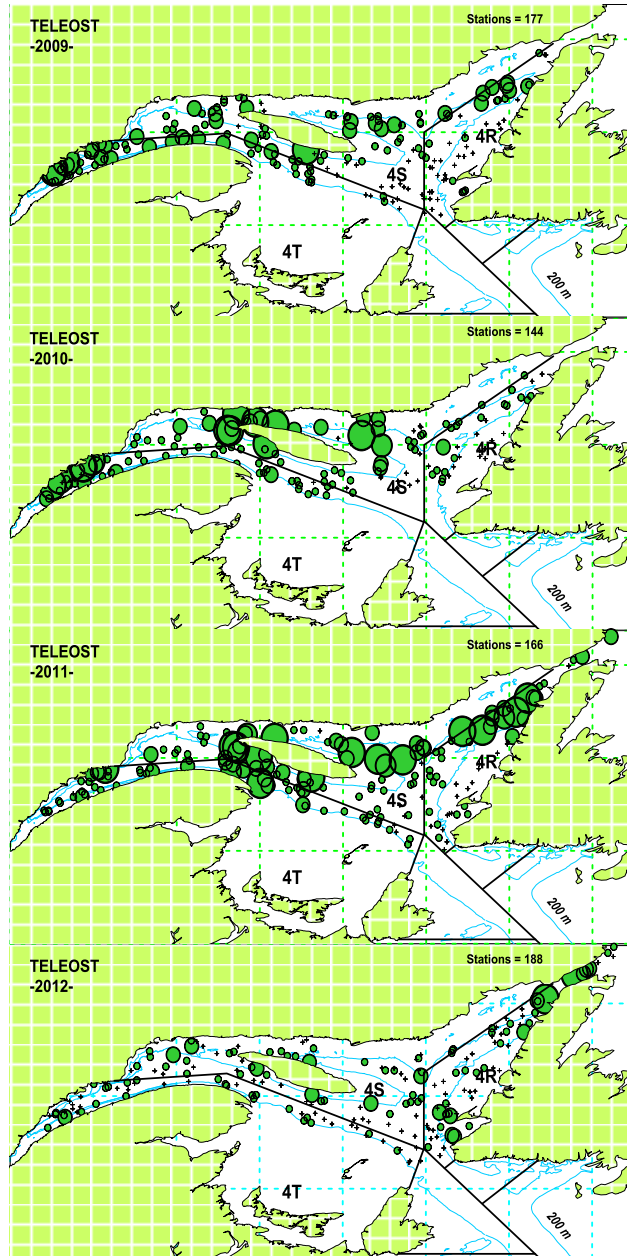 TELEOST
-2009-
Stations = 177
4R
4S
4T
200 m
TELEOST
-2010-
Stations = 144
4R
4S
4T
200 m
TELEOST
-2011-
Stations = 166
4R
4S
4T
200 m
TELEOST
-2012-
Stations = 188
4R
4S
4T
200 m